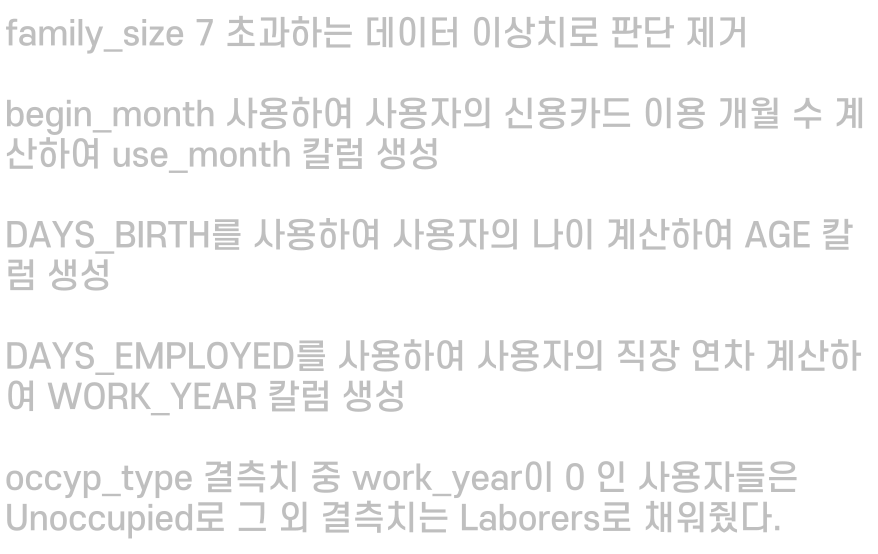 family_size 7 초과하는 데이터 이상치로 판단 제거
begin_month 사용하여 사용자의 신용카드 이용 개월 수 계
산하여 use_month 칼럼 생성
DAYS_BIRTH를 사용하여 사용자의 나이 계산하여 AGE 칼
럼 생성
DAYS_EMPLOYED를 사용하여 사용자의 직장 연차 계산하
여 WORK_YEAR 칼럼 생성
occyp_type 결측치 중 work_year이 0 인 사용자들은
Unoccupied로 그 외 결측치는 Laborers로 채워줬다.